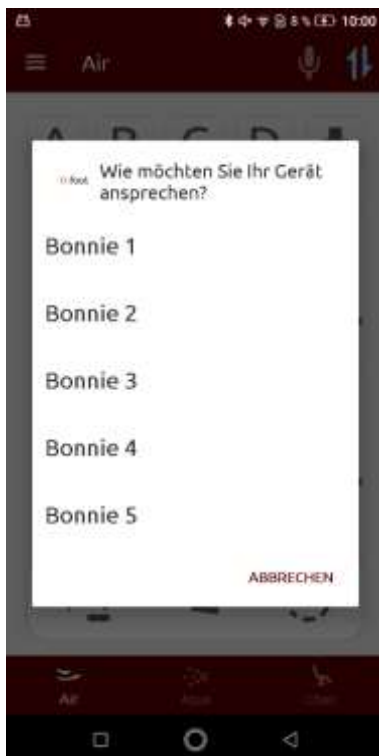 8 % 10:00
Air
A B C D
Wie möchten Sie Ihr Gerät
ansprechen?
Bonnie 1
Bonnie 2
Bonnie 3
Bonnie 4
Bonnie 5
ABBRECHEN
Air